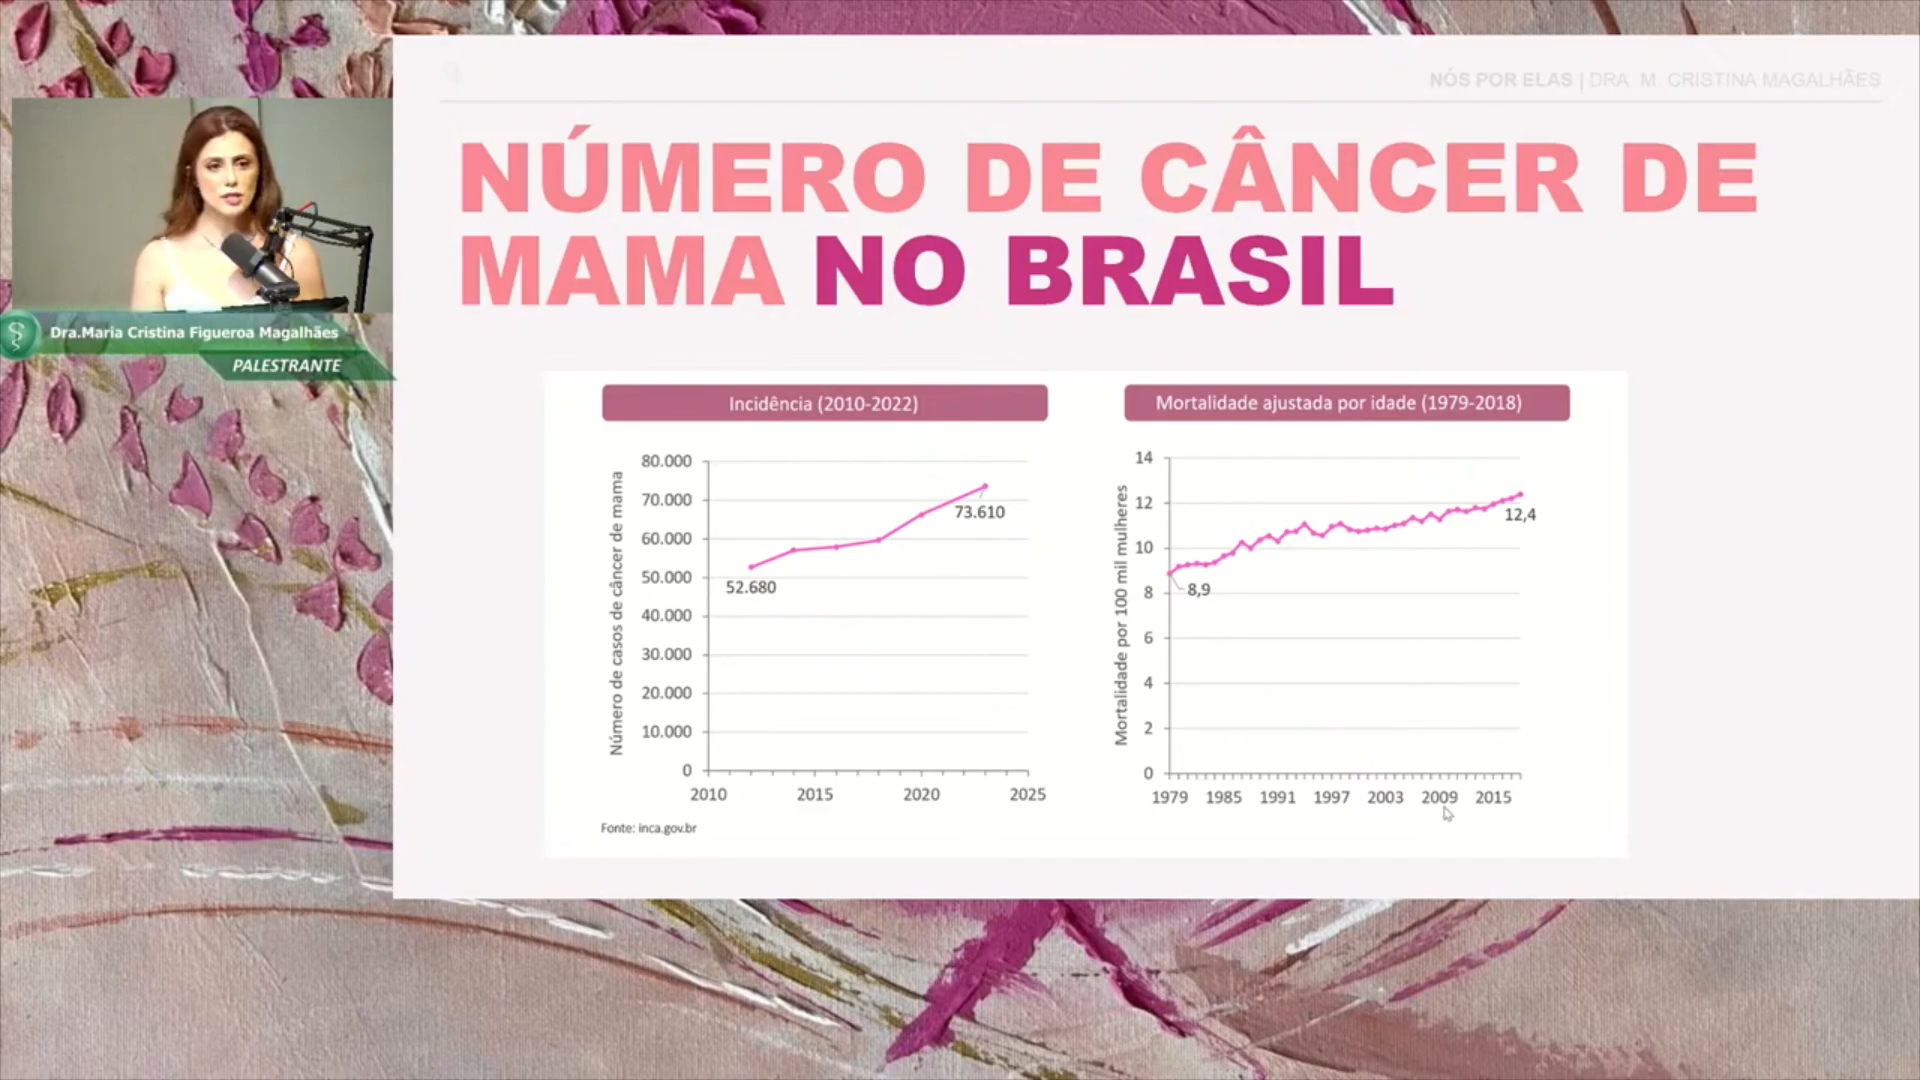 9
NÓS POR ELAS | DRA. M. CRISTINA MAGALHÃES
NÚMERO DE CÂNCER DE
MAMA NO BRASIL
Dra.Maria Cristina Figueroa Magalhães
PALESTRANTE
Incidência (2010-2022)
Número de casos de câncer de mama
80.000
70.000
60.000
50.000
40.000
30.000
20.000
10.000
0
52.680
73.610
2010 2015 2020 2025
Fonte: inca.gov.br
Mortalidade ajustada por idade (1979-2018)
Mortalidade por 100 mil mulheres
14
12
10
8
6
4
2
0
8,9
12,4
1979 1985 1991 1997 2003 2009 2015